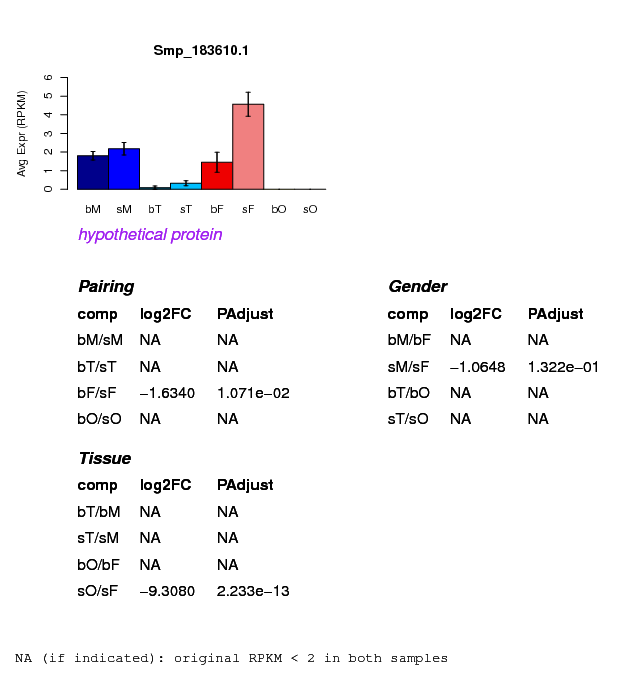 Smp_183610.1
Avg Expr (RPKM)
0 1 2 3 4 5 6
bM sM bT sT bF sF bO sO
hypothetical protein
Pairing
comp log2FC PAdjust
bM/sM NA NA
bT/sT NA NA
bF/sF −1.6340 1.071e−02
bO/sO NA NA
Gender
comp log2FC PAdjust
bM/bF NA NA
sM/sF −1.0648 1.322e−01
bT/bO NA NA
sT/sO NA NA
Tissue
comp log2FC PAdjust
bT/bM NA NA
sT/sM NA NA
bO/bF NA NA
sO/sF −9.3080 2.233e−13
NA (if indicated): original RPKM < 2 in both samples